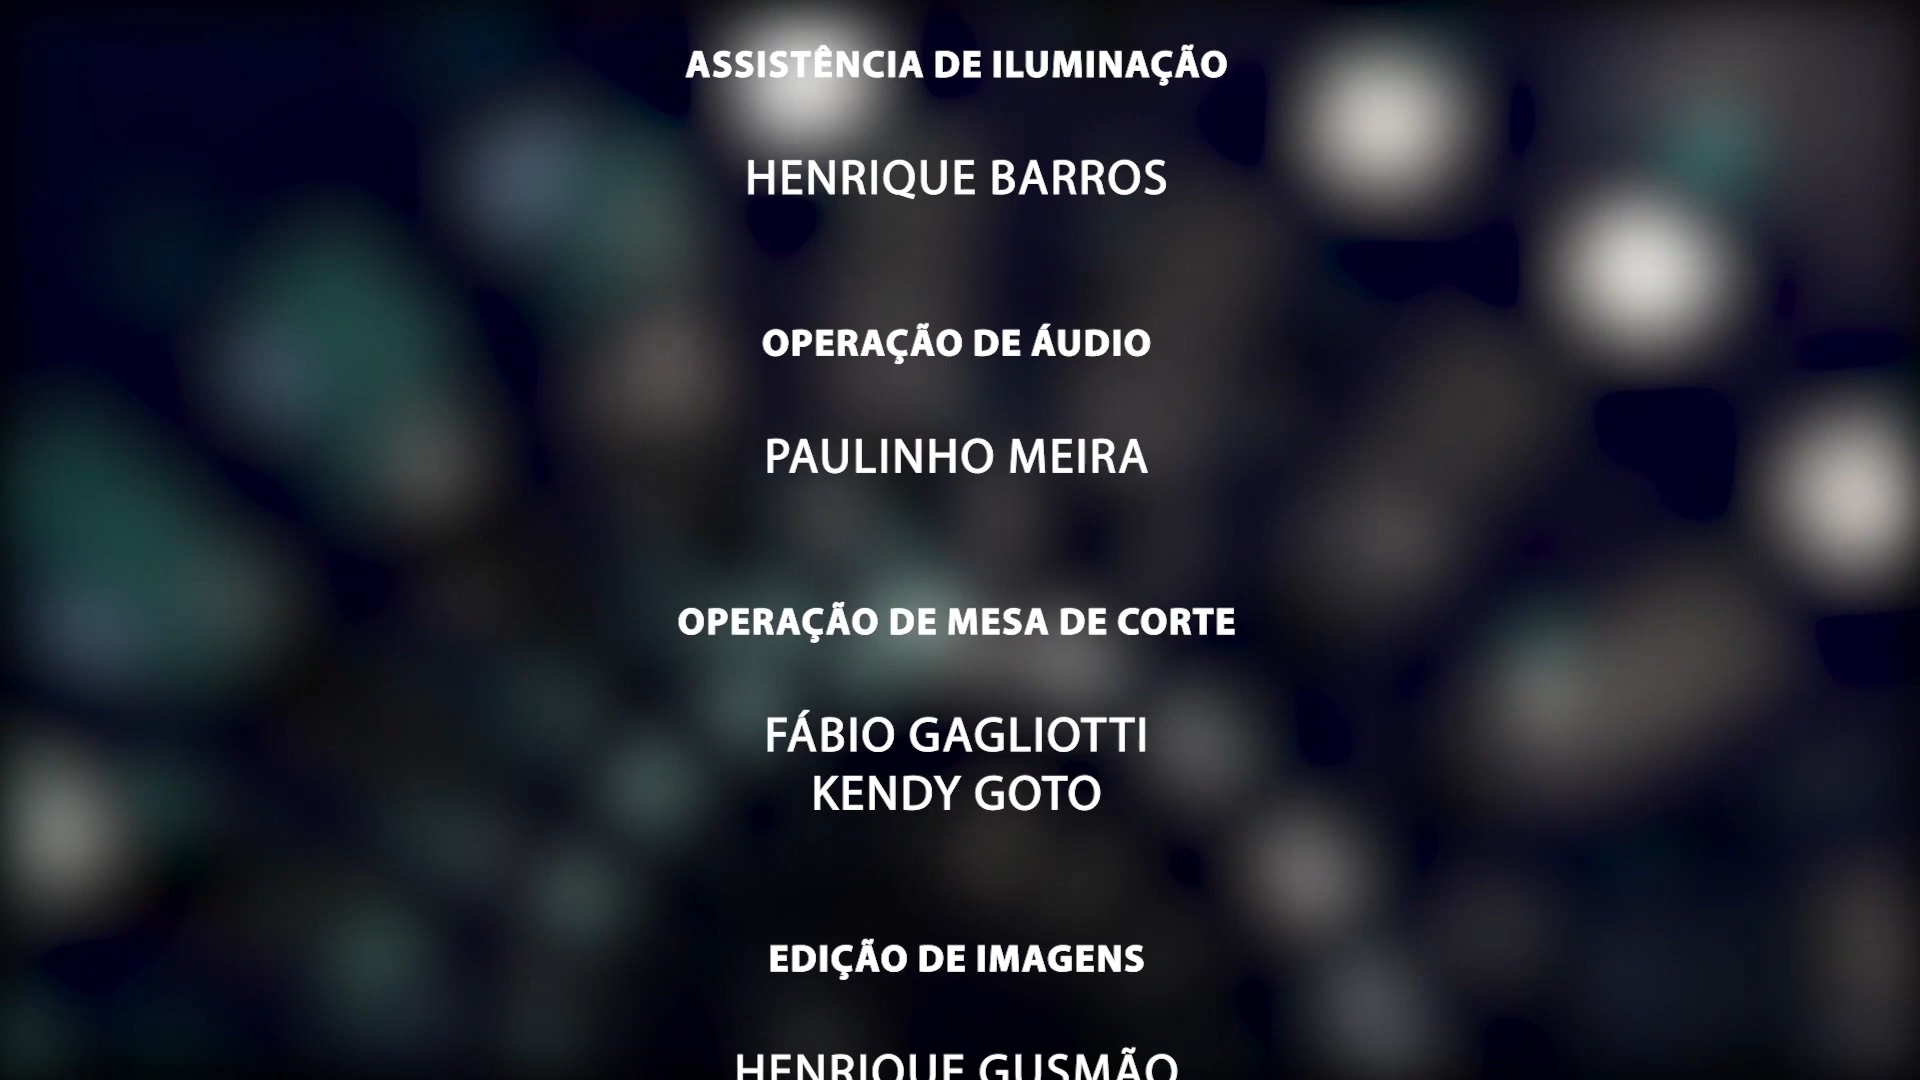 ASSISTÊNCIA DE ILUMINAÇÃO
HENRIQUE BARROS
OPERAÇÃO DE ÁUDIO
PAULINHO MEIRA
OPERAÇÃO DE MESA DE CORTE
FÁBIO GAGLIOTTI
KENDY GOTO
EDIÇÃO DE IMAGENS
HENRIQUE GUSMÃO